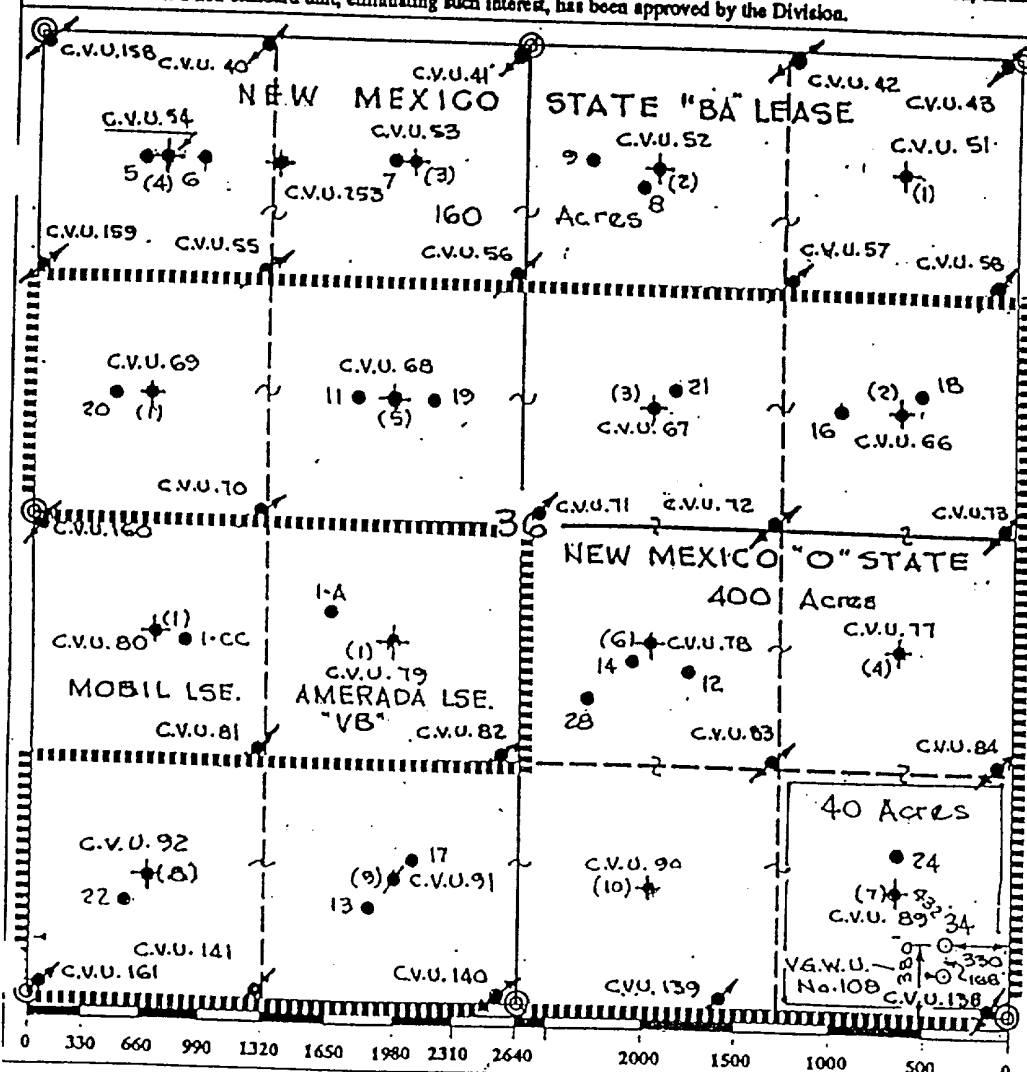 unit, eliminating such interest, has been approved by the Division.
C.V.U. 158 C.V.U. 40 C.V.U. 41 C.V.U. 42 C.V.U. 43
NEW MEXICO STATE "BA" LEASE
C.V.U. 54 C.V.U. 53 C.V.U. 52 C.V.U. 51
5 (4) 6 7 (3) 9 (2) 8 (1)
C.V.U. 253
160 Acres
C.V.U. 159 C.V.U. 55 C.V.U. 56 C.V.U. 57 C.V.U. 58
C.V.U. 69 C.V.U. 68
20 (1) 11 (5) 19 (3) 21 16 (2) 18
C.V.U. 67 C.V.U. 66
C.V.U. 70 C.V.U. 71 C.V.U. 72 C.V.U. 73
C.V.U. 160 36
NEW MEXICO "O" STATE
400 Acres
1-A
C.V.U. 80 (1) 1-CC (1) C.V.U. 79
(6) C.V.U. 78 14 12 28
C.V.U. 77 (4)
MOBIL LSE. AMERADA LSE.
"VB"
C.V.U. 81 C.V.U. 82 C.V.U. 83 C.V.U. 84
40 Acres
C.V.U. 92 (8) 22
17 (9) C.V.U. 91 13
C.V.U. 90 (10)
24 (7) 732 C.V.U. 89 34
380' 330 168
V.G.W.U. No. 108
C.V.U. 161 C.V.U. 141 C.V.U. 140 C.V.U. 139 C.V.U. 138
0 330 660 990 1320 1650 1980 2310 2640 2000 1500 1000 500 0